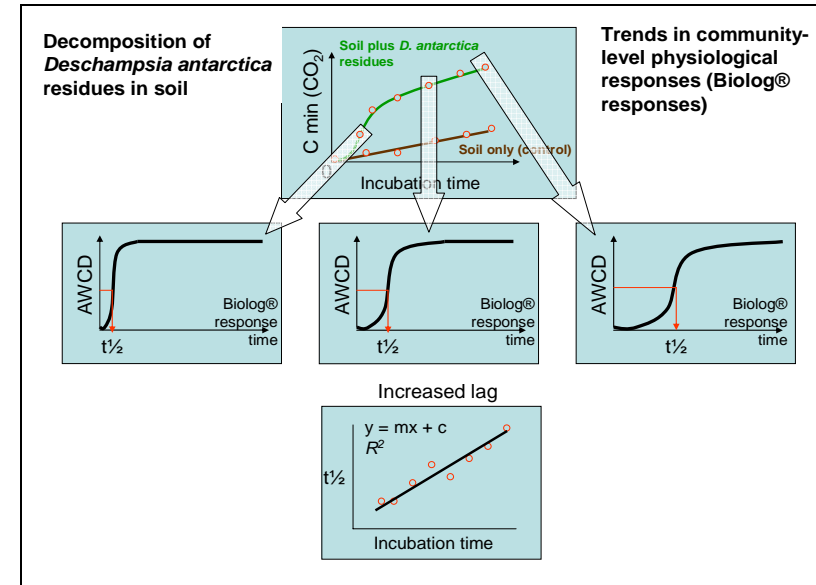 Decomposition of
Deschampsia antarctica
residues in soil
Trends in community-
level physiological
responses (Biolog®
responses)
C min (CO2)
Soil plus D. antarctica
residues
Soil only (control)
0
Incubation time
AWCD
Biolog®
response
time
t½
AWCD
Biolog®
response
time
t½
AWCD
Biolog®
response
time
t½
Increased lag
y = mx + c
R2
t½
Incubation time